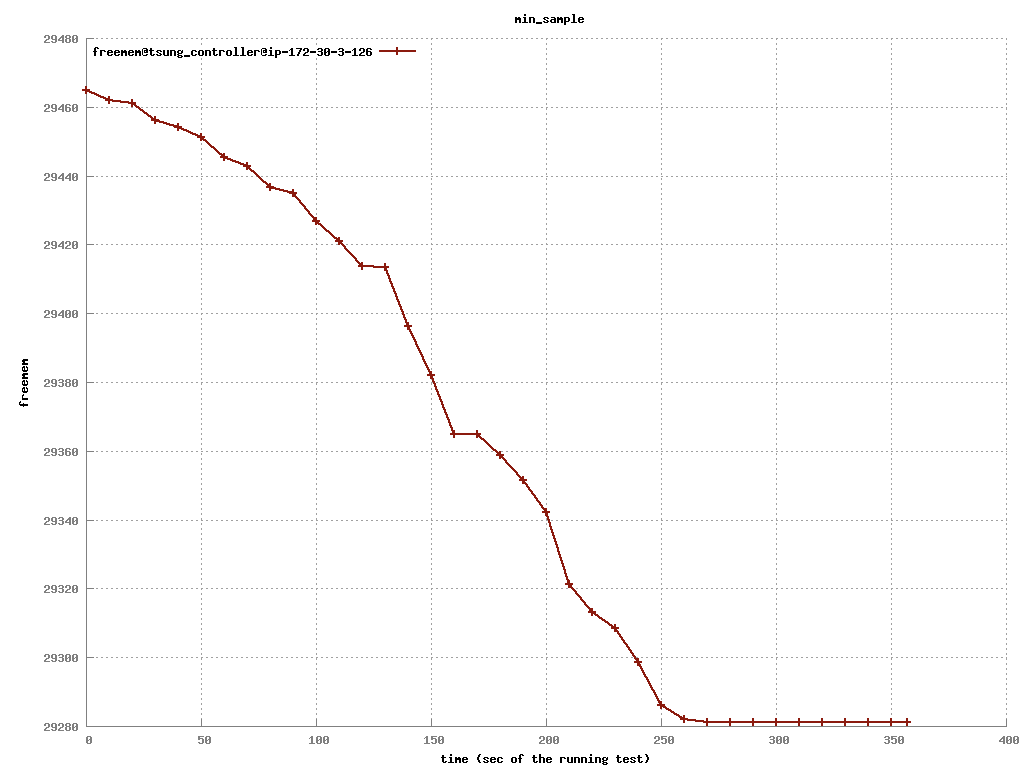 min_sample
freemem@tsung_controller@ip-172-30-3-126
29480
29460
29440
29420
29400
29380
29360
29340
29320
29300
29280
freemem
0 50 100 150 200 250 300 350 400
time (sec of the running test)